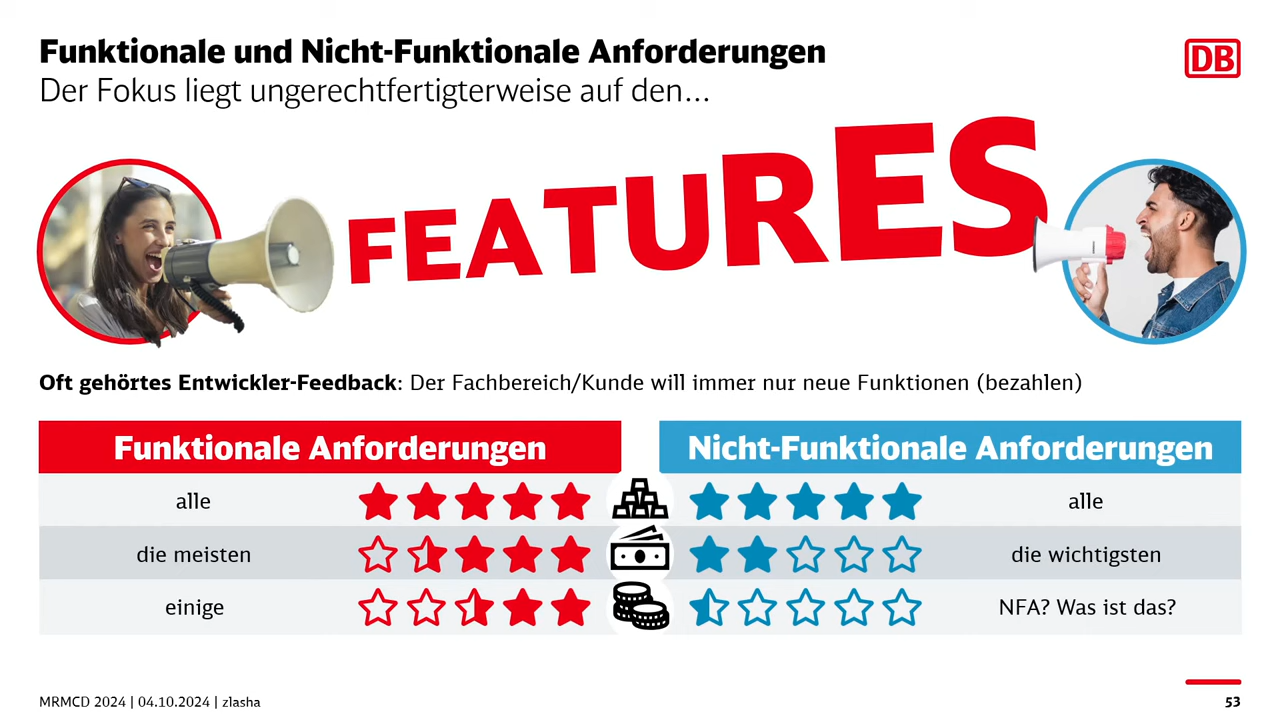 Funktionale und Nicht-Funktionale Anforderungen
Der Fokus liegt ungerechtfertigterweise auf den...
DB
FEATURES
Oft gehörtes Entwickler-Feedback: Der Fachbereich/Kunde will immer nur neue Funktionen (bezahlen)
Funktionale Anforderungen
Nicht-Funktionale Anforderungen
alle
alle
die meisten
die wichtigsten
einige
NFA? Was ist das?
MRMCD 2024 | 04.10.2024 | zlasha
53